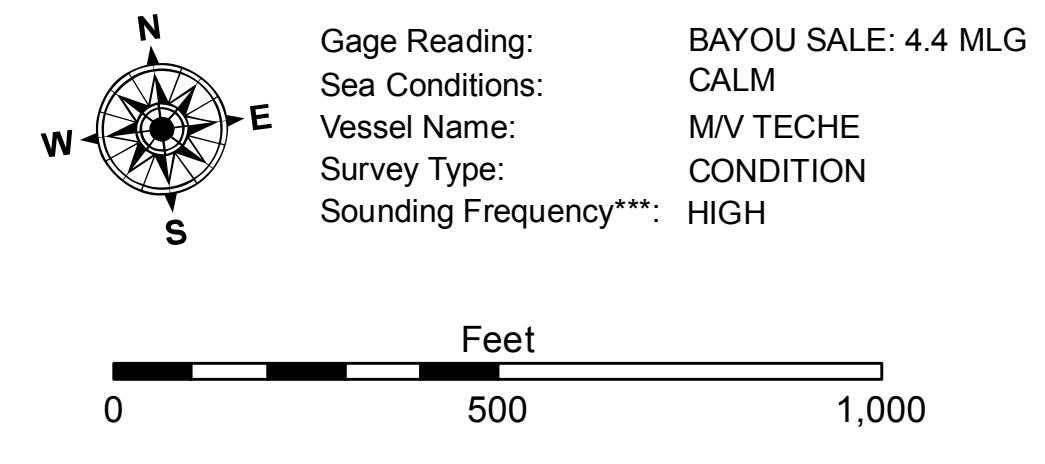 N
W
E
S
Gage Reading: BAYOU SALE: 4.4 MLG
Sea Conditions: CALM
Vessel Name: M/V TECHE
Survey Type: CONDITION
Sounding Frequency***: HIGH
Feet
0 500 1,000